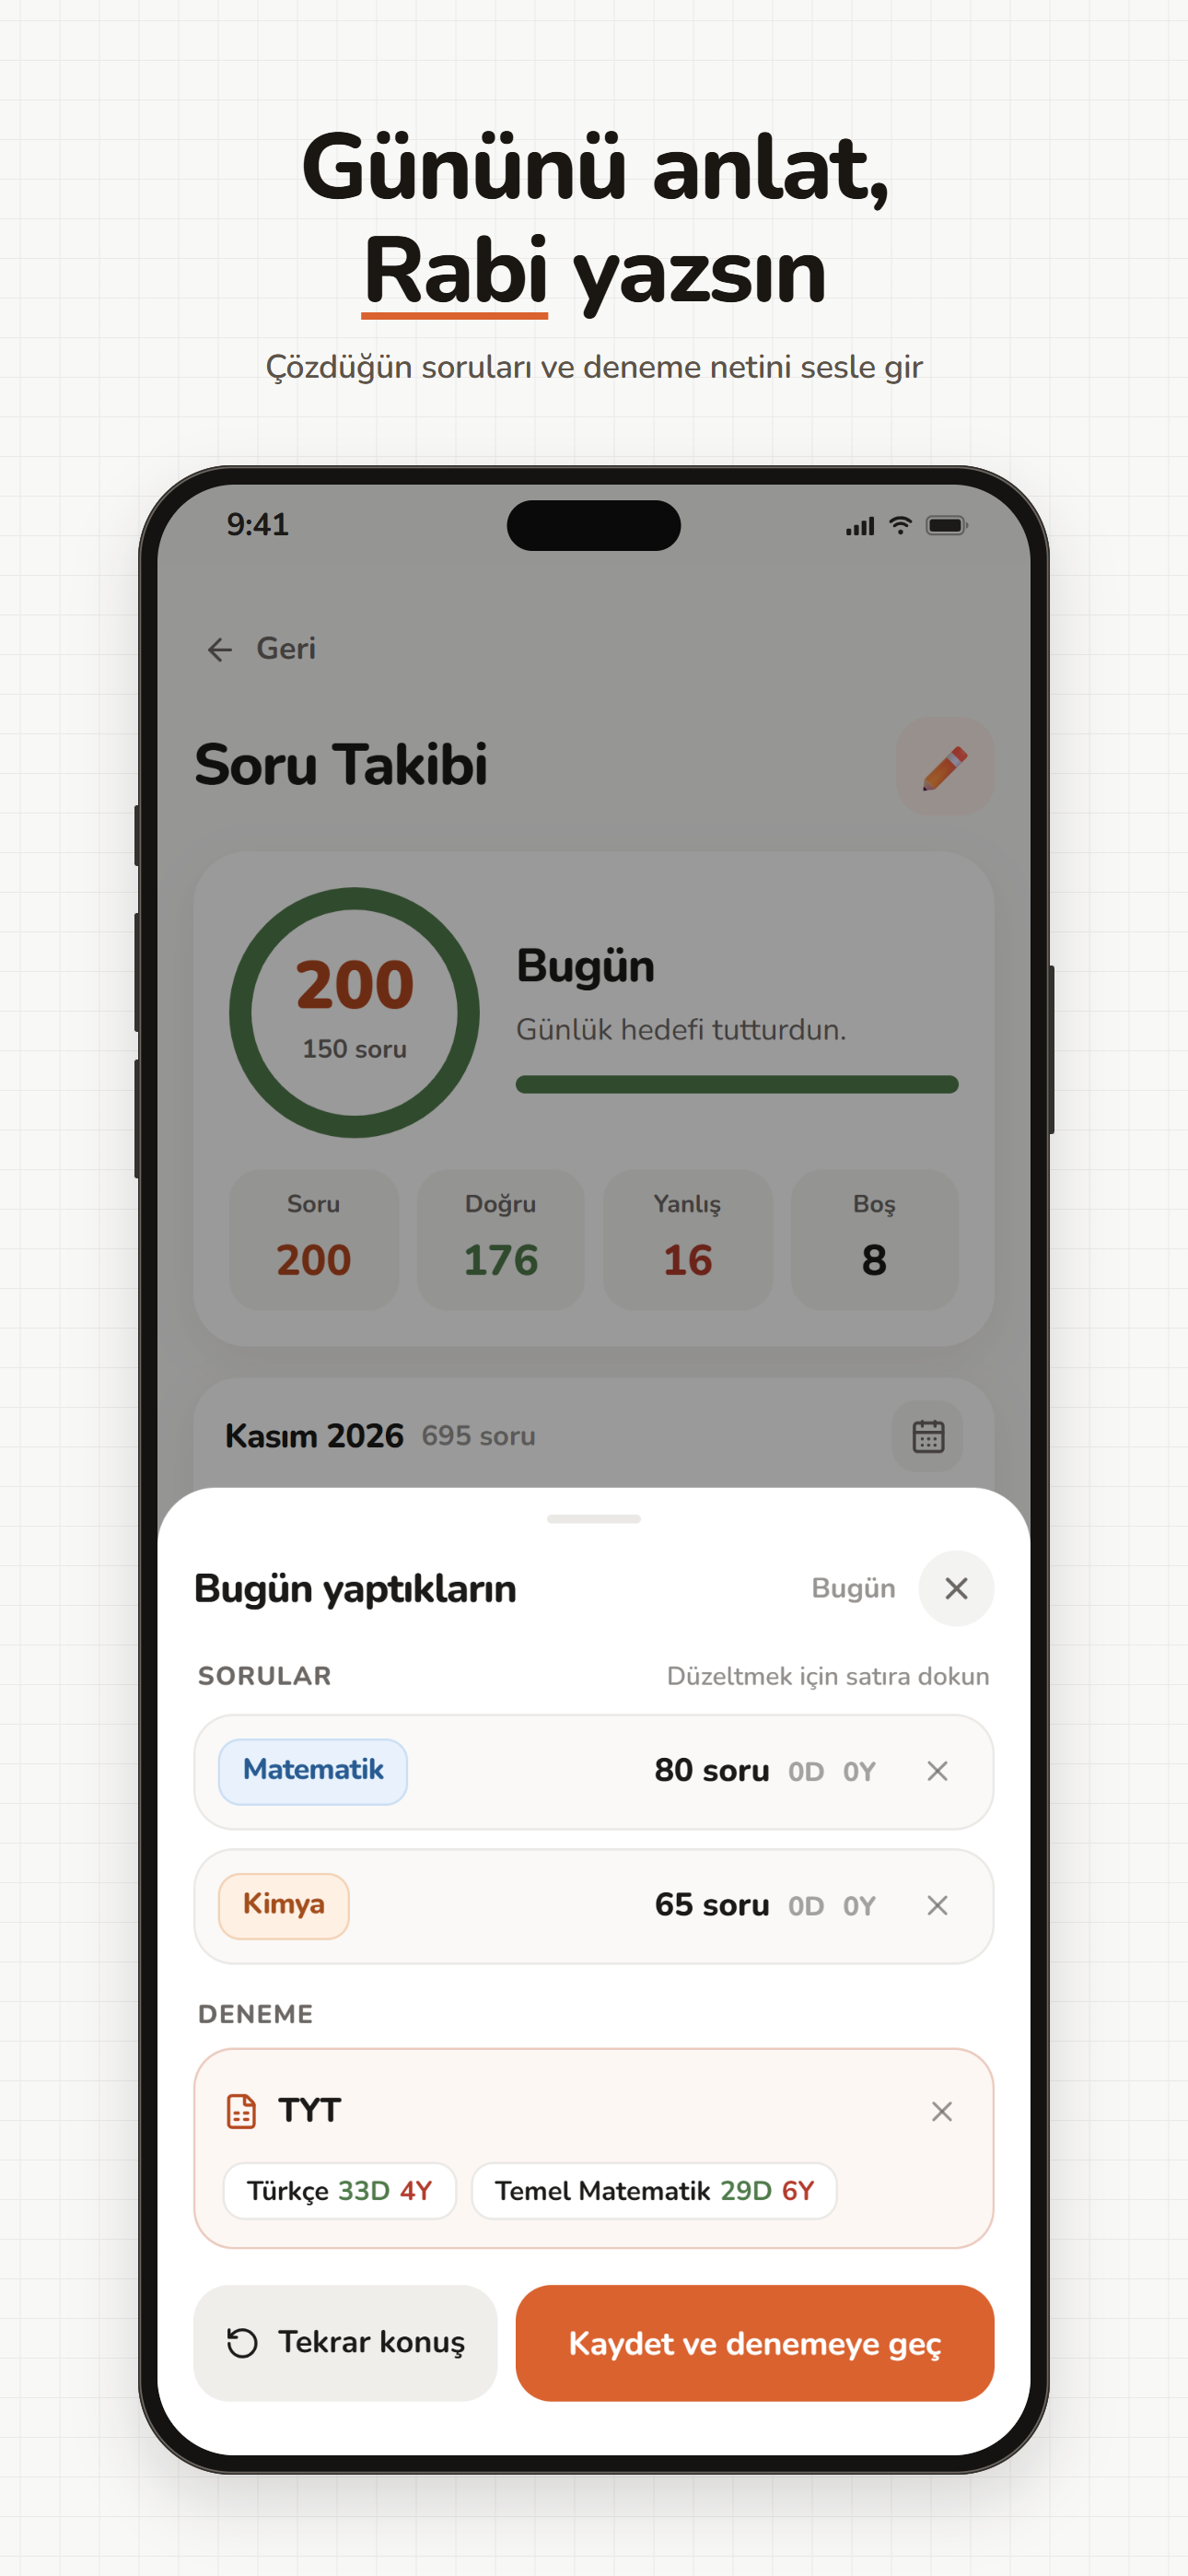 Gününü anlat,
Rabi yazsın
Çözdüğün soruları ve deneme netini sesle gir
9:41
Geri
Soru Takibi
200
150 soru
Bugün
Günlük hedefi tutturdun.
Soru Doğru Yanlış Boş
200 176 16 8
Kasım 2026 695 soru
Bugün yaptıkların Bugün
SORULAR Düzeltmek için satıra dokun
Matematik 80 soru 0D 0Y
Kimya 65 soru 0D 0Y
DENEME
TYT
Türkçe 33D 4Y Temel Matematik 29D 6Y
Tekrar konuş Kaydet ve denemeye geç